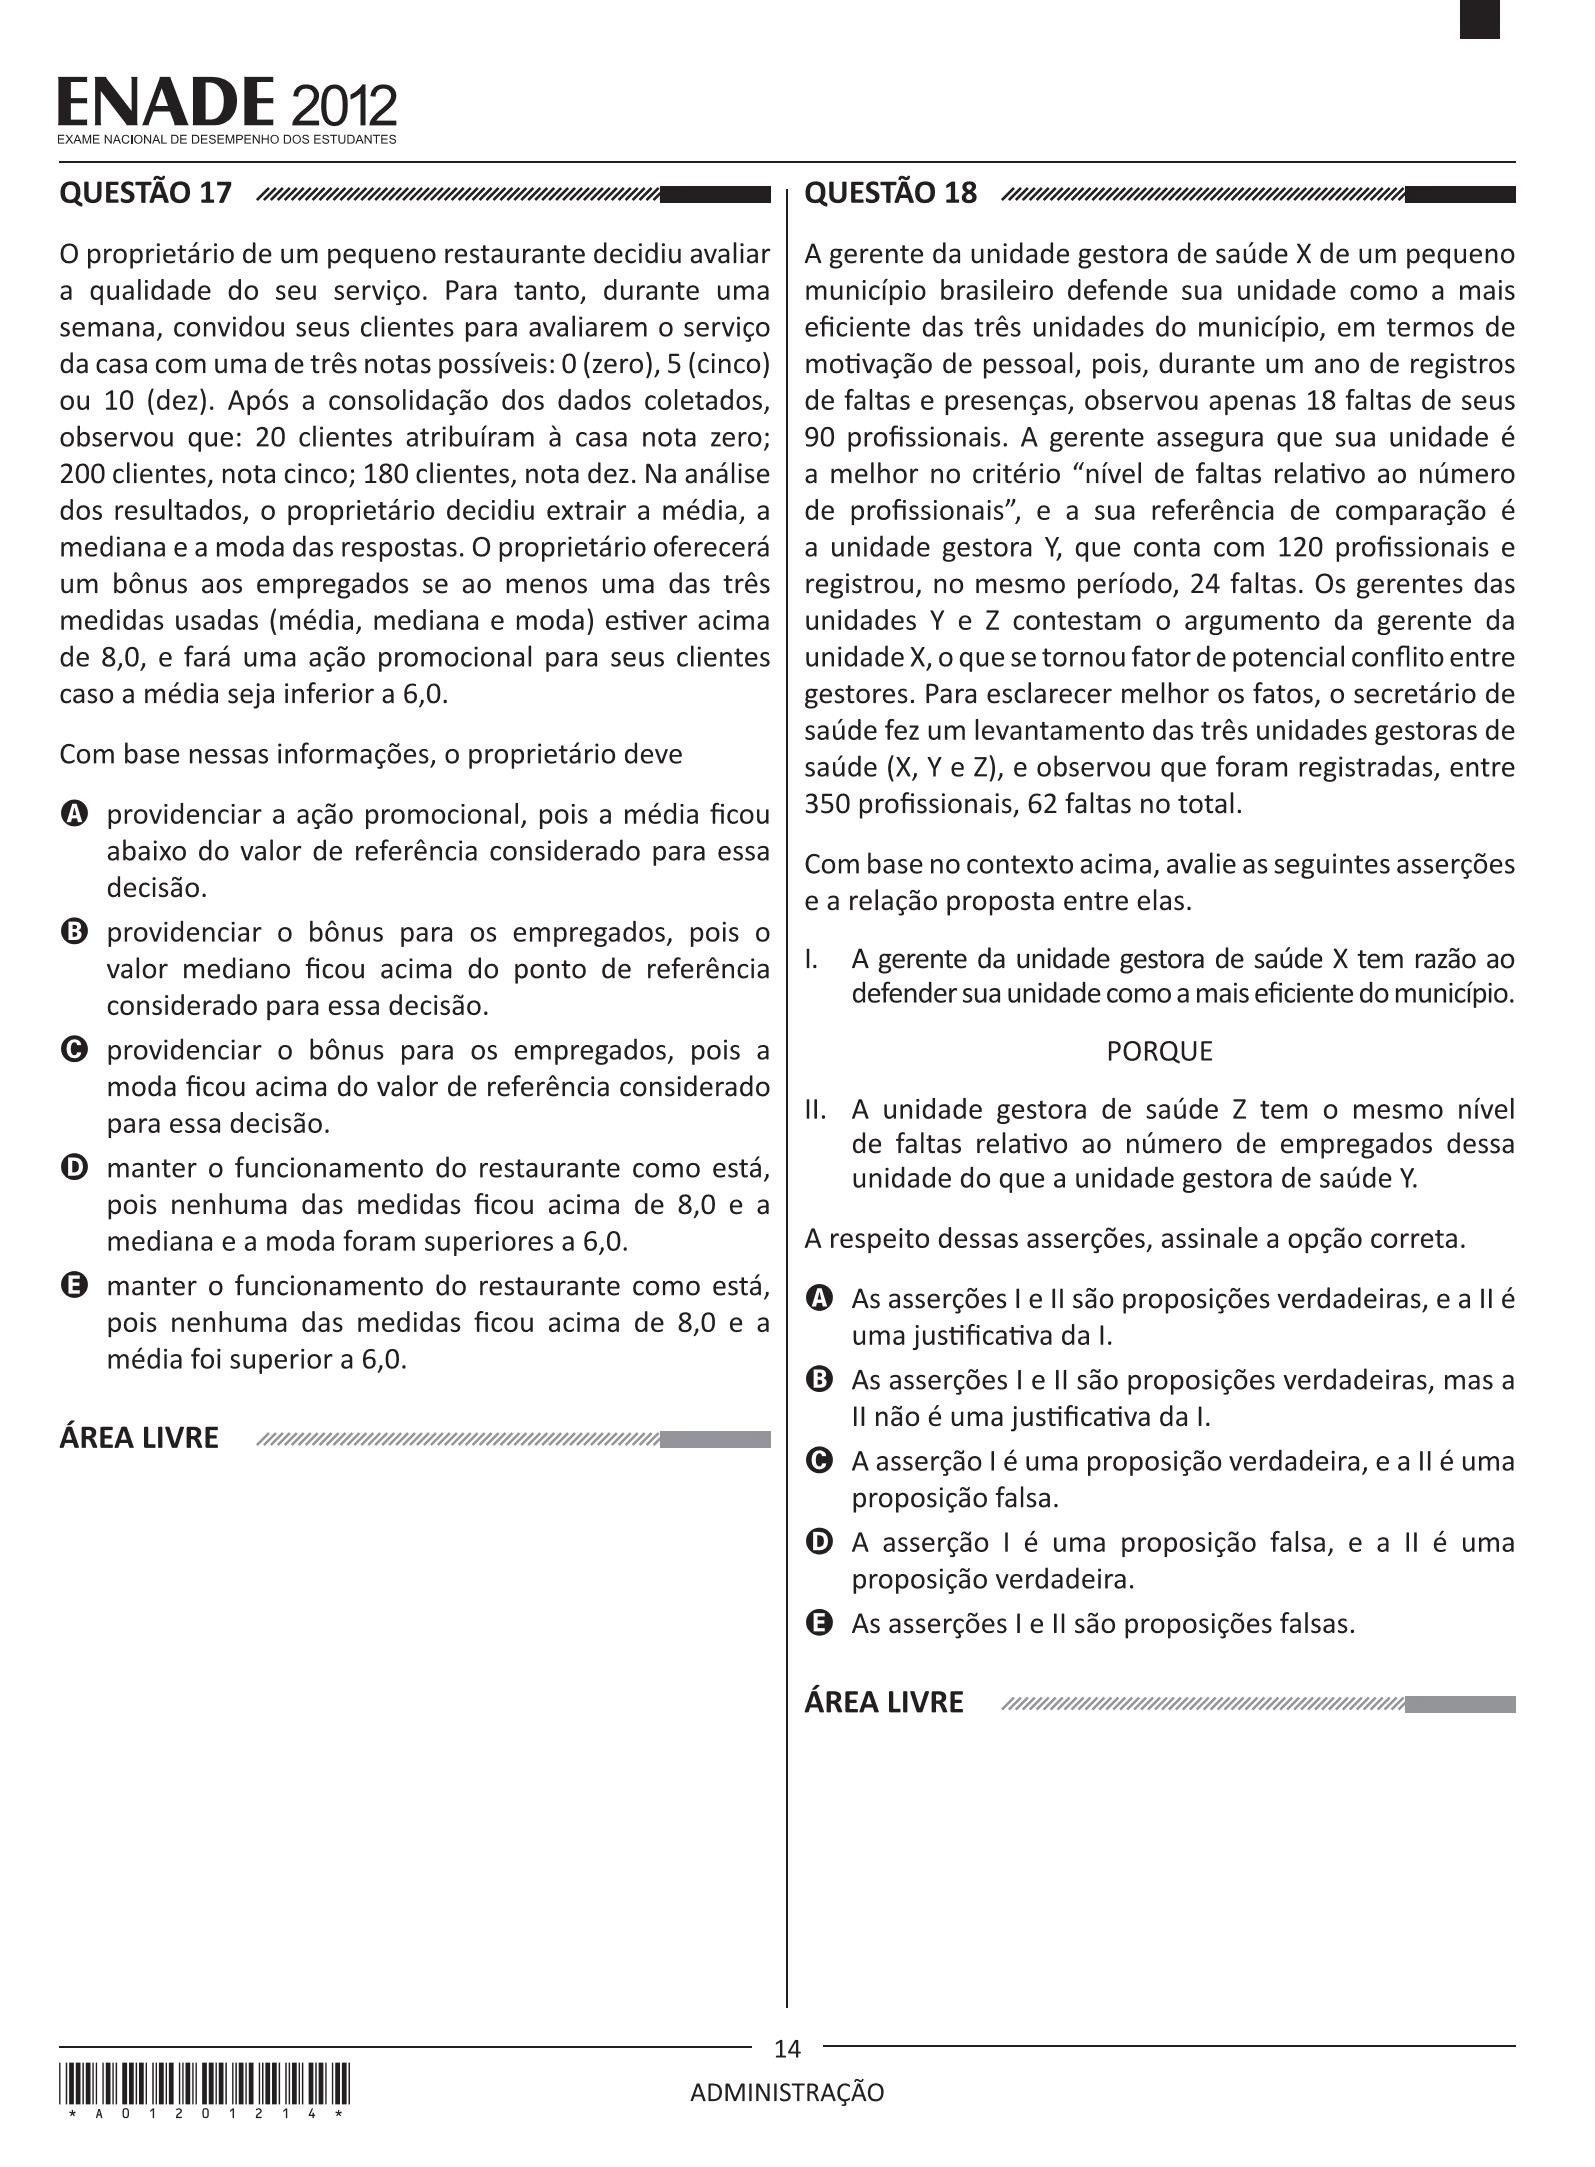 ENADE 2012
EXAME NACIONAL DE DESEMPENHO DOS ESTUDANTES
QUESTÃO 17
O proprietário de um pequeno restaurante decidiu avaliar
a qualidade do seu serviço. Para tanto, durante uma
semana, convidou seus clientes para avaliarem o serviço
da casa com uma de três notas possíveis: 0 (zero), 5 (cinco)
ou 10 (dez). Após a consolidação dos dados coletados,
observou que: 20 clientes atribuíram à casa nota zero;
200 clientes, nota cinco; 180 clientes, nota dez. Na análise
dos resultados, o proprietário decidiu extrair a média, a
mediana e a moda das respostas. O proprietário oferecerá
um bônus aos empregados se ao menos uma das três
medidas usadas (média, mediana e moda) estiver acima
de 8,0, e fará uma ação promocional para seus clientes
caso a média seja inferior a 6,0.
Com base nessas informações, o proprietário deve
A providenciar a ação promocional, pois a média ficou
abaixo do valor de referência considerado para essa
decisão.
B providenciar o bônus para os empregados, pois o
valor mediano ficou acima do ponto de referência
considerado para essa decisão.
C providenciar o bônus para os empregados, pois a
moda ficou acima do valor de referência considerado
para essa decisão.
D manter o funcionamento do restaurante como está,
pois nenhuma das medidas ficou acima de 8,0 e a
mediana e a moda foram superiores a 6,0.
E manter o funcionamento do restaurante como está,
pois nenhuma das medidas ficou acima de 8,0 e a
média foi superior a 6,0.
ÁREA LIVRE
QUESTÃO 18
A gerente da unidade gestora de saúde X de um pequeno
município brasileiro defende sua unidade como a mais
eficiente das três unidades do município, em termos de
motivação de pessoal, pois, durante um ano de registros
de faltas e presenças, observou apenas 18 faltas de seus
90 profissionais. A gerente assegura que sua unidade é
a melhor no critério “nível de faltas relativo ao número
de profissionais”, e a sua referência de comparação é
a unidade gestora Y, que conta com 120 profissionais e
registrou, no mesmo período, 24 faltas. Os gerentes das
unidades Y e Z contestam o argumento da gerente da
unidade X, o que se tornou fator de potencial conflito entre
gestores. Para esclarecer melhor os fatos, o secretário de
saúde fez um levantamento das três unidades gestoras de
saúde (X, Y e Z), e observou que foram registradas, entre
350 profissionais, 62 faltas no total.
Com base no contexto acima, avalie as seguintes asserções
e a relação proposta entre elas.
I. A gerente da unidade gestora de saúde X tem razão ao
defender sua unidade como a mais eficiente do município.
PORQUE
II. A unidade gestora de saúde Z tem o mesmo nível
de faltas relativo ao número de empregados dessa
unidade do que a unidade gestora de saúde Y.
A respeito dessas asserções, assinale a opção correta.
A As asserções I e II são proposições verdadeiras, e a II é
uma justificativa da I.
B As asserções I e II são proposições verdadeiras, mas a
II não é uma justificativa da I.
C A asserção I é uma proposição verdadeira, e a II é uma
proposição falsa.
D A asserção I é uma proposição falsa, e a II é uma
proposição verdadeira.
E As asserções I e II são proposições falsas.
ÁREA LIVRE
14
ADMINISTRAÇÃO
* A 0 1 2 0 1 2 1 4 *